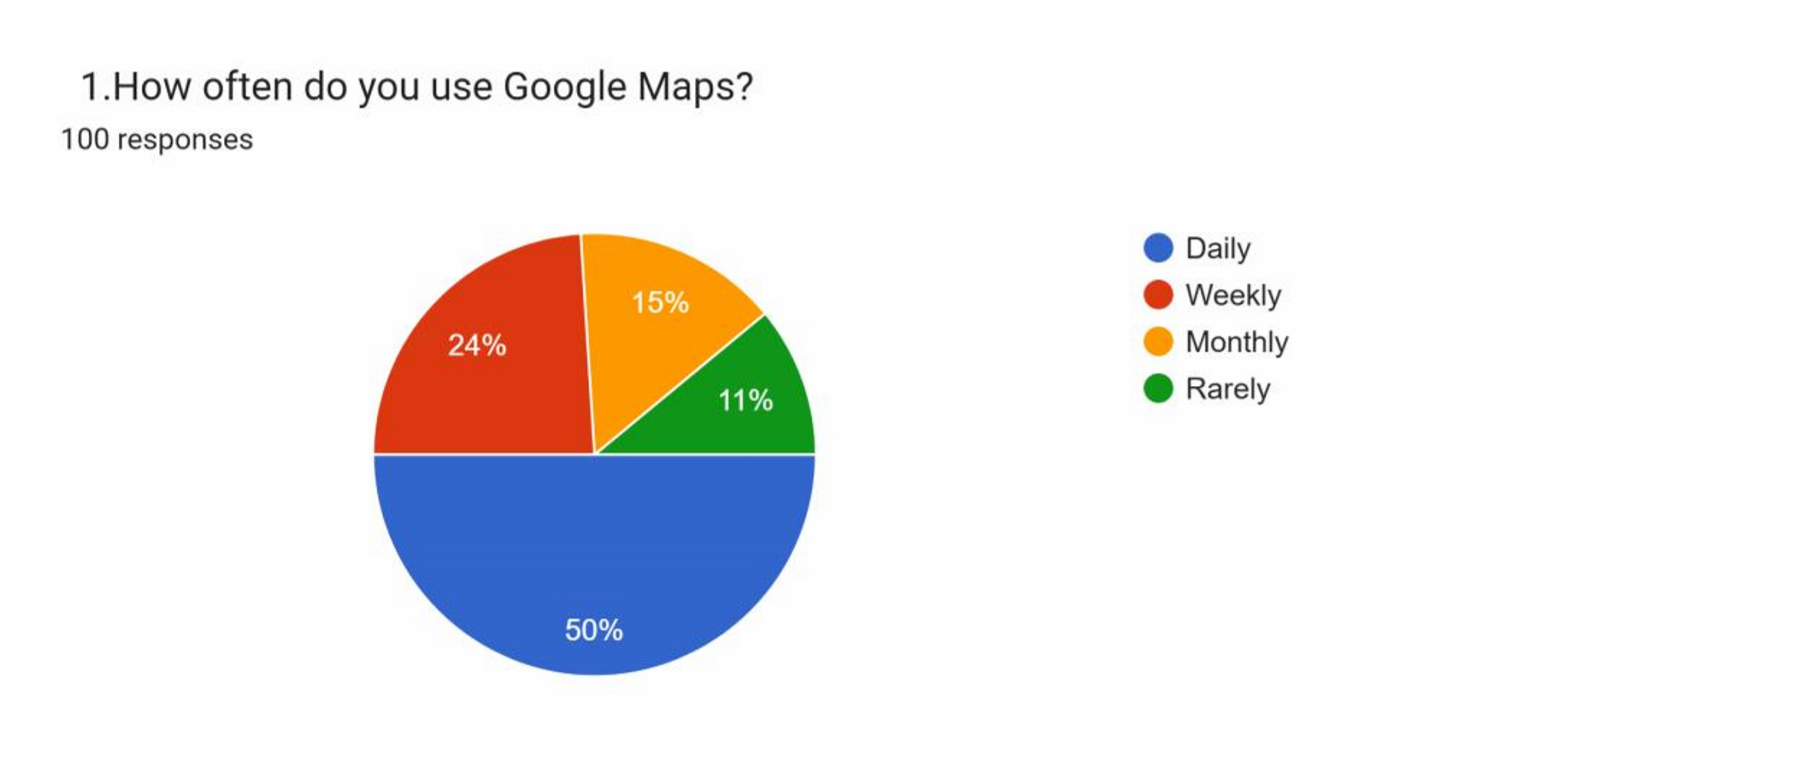 1.How often do you use Google Maps?
100 responses
24%
15%
11%
50%
Daily
Weekly
Monthly
Rarely